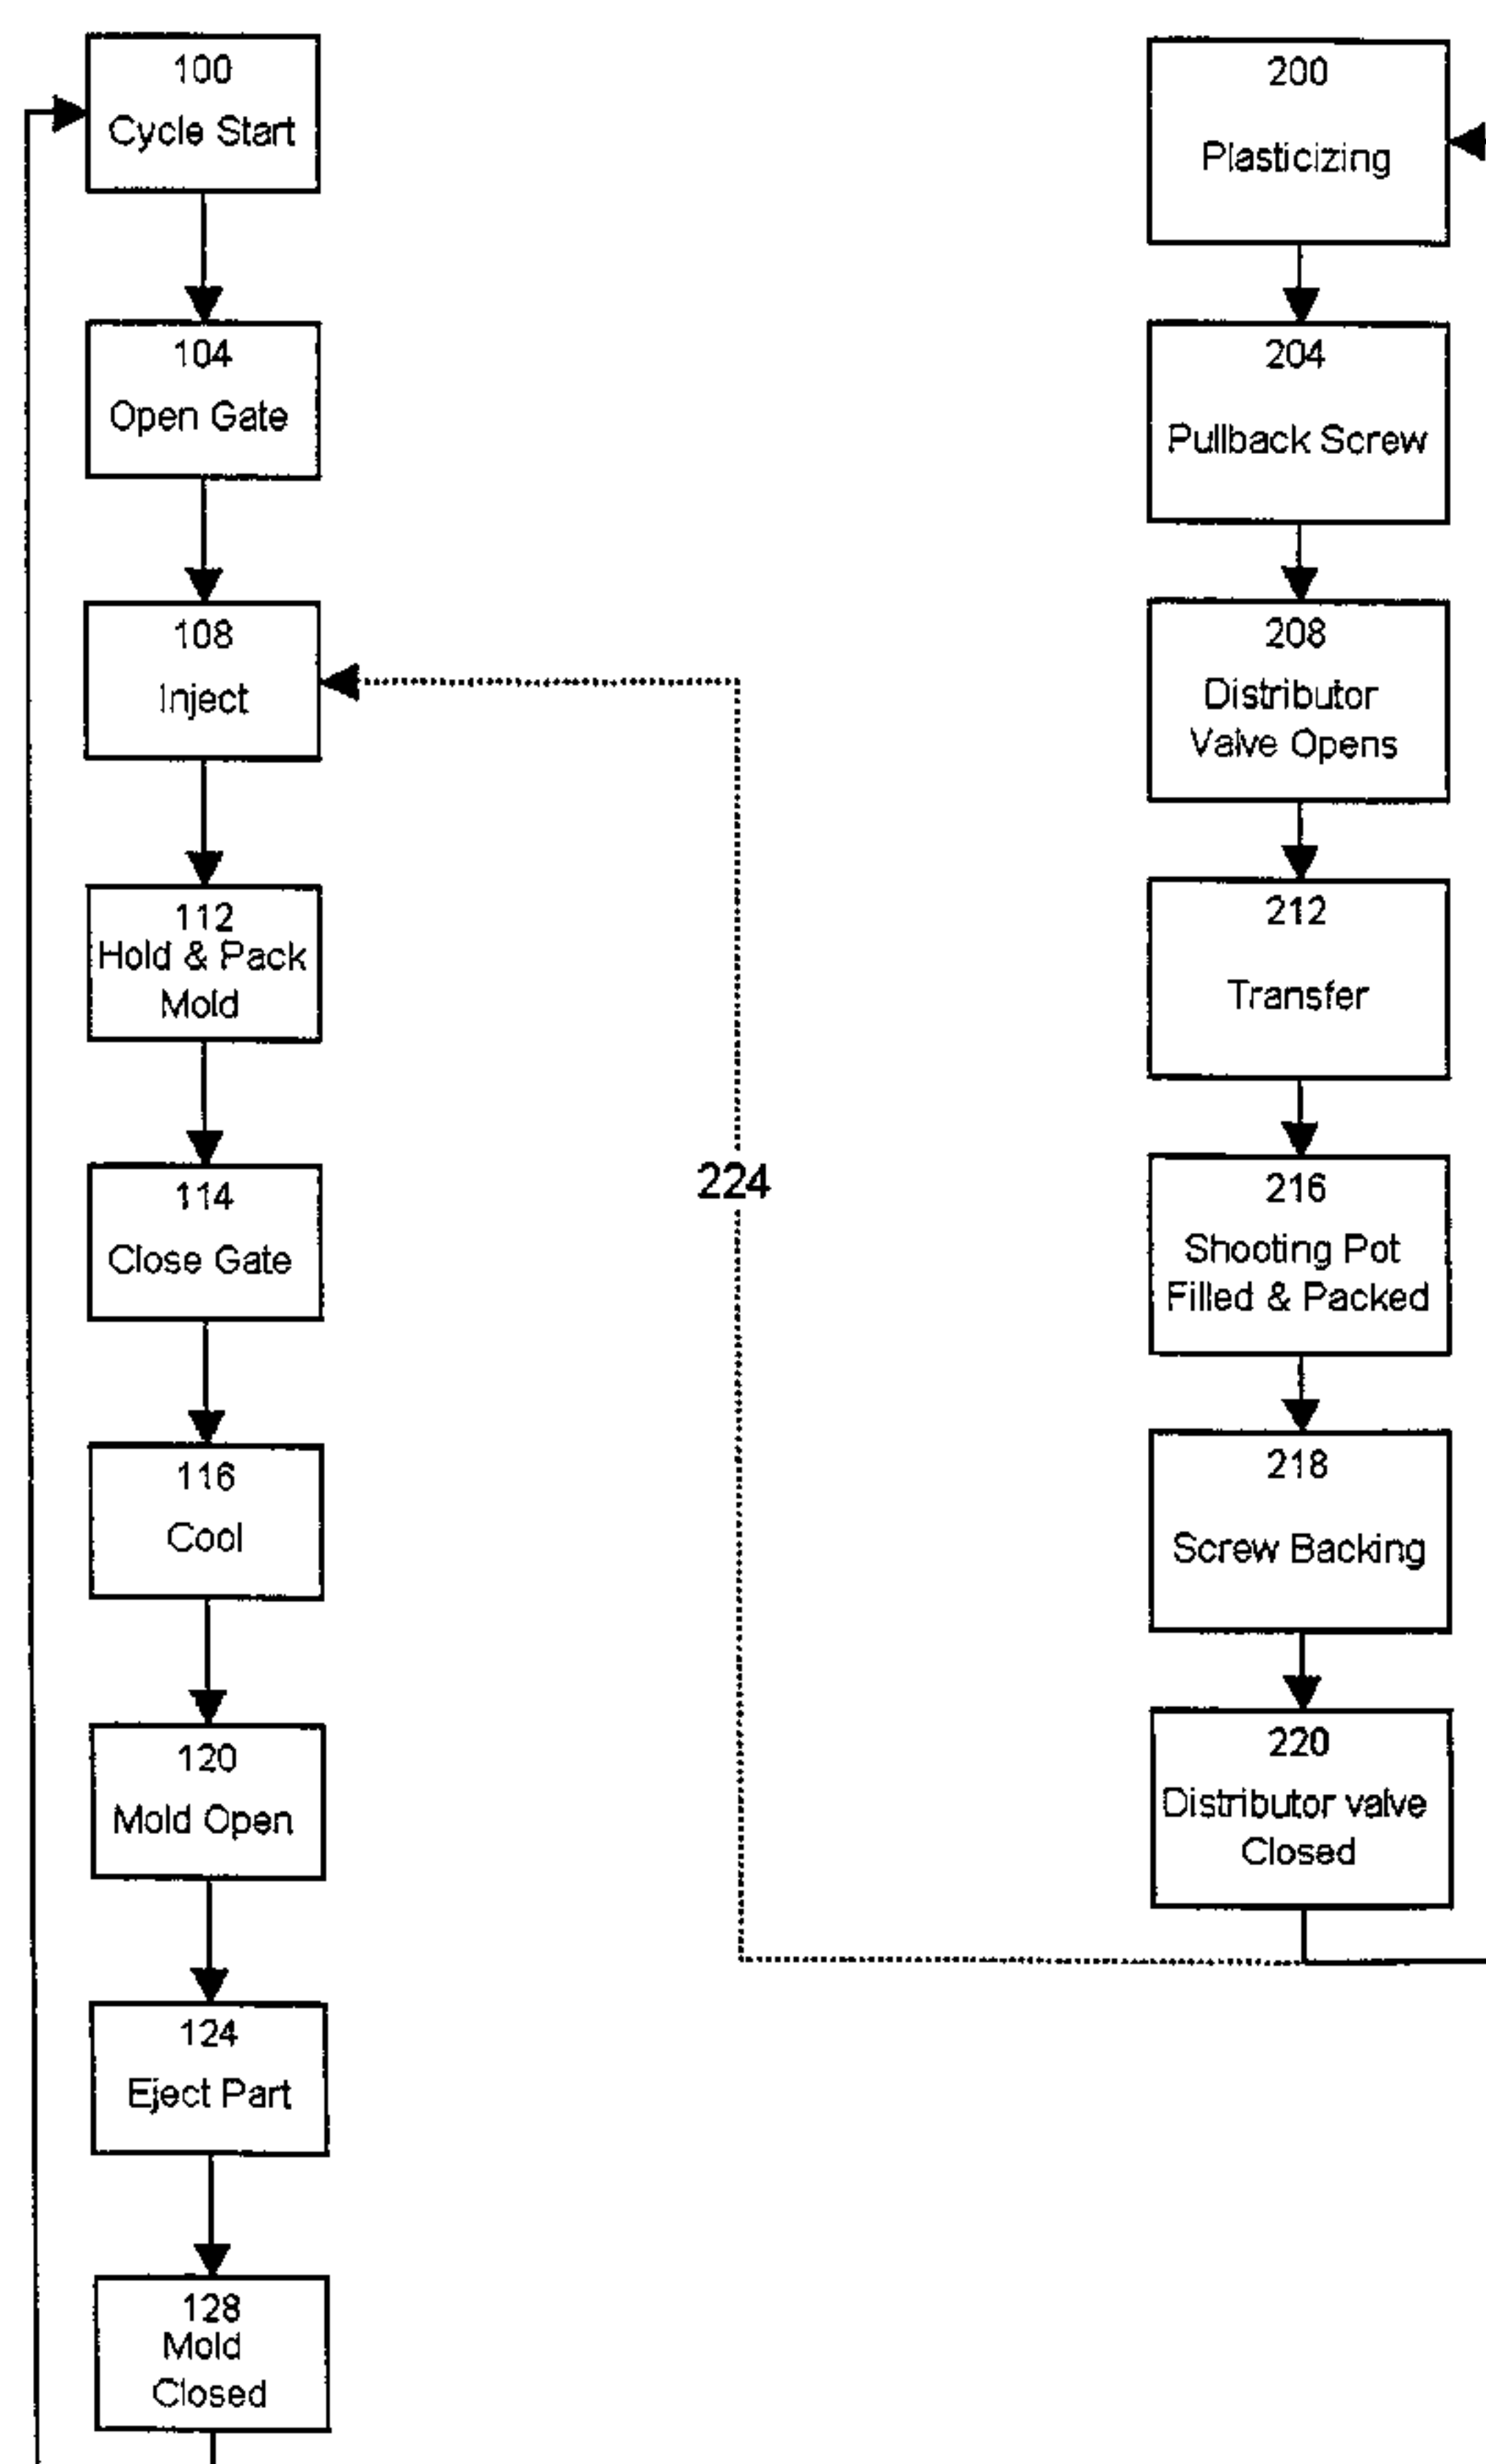 100
Cycle Start
104
Open Gate
108
Inject
112
Hold & Pack
Mold
114
Close Gate
116
Cool
120
Mold Open
124
Eject Part
128
Mold
Closed
224
200
Plasticizing
204
Pullback Screw
208
Distributor
Valve Opens
212
Transfer
216
Shooting Pot
Filled & Packed
218
Screw Backing
220
Distributor valve
Closed